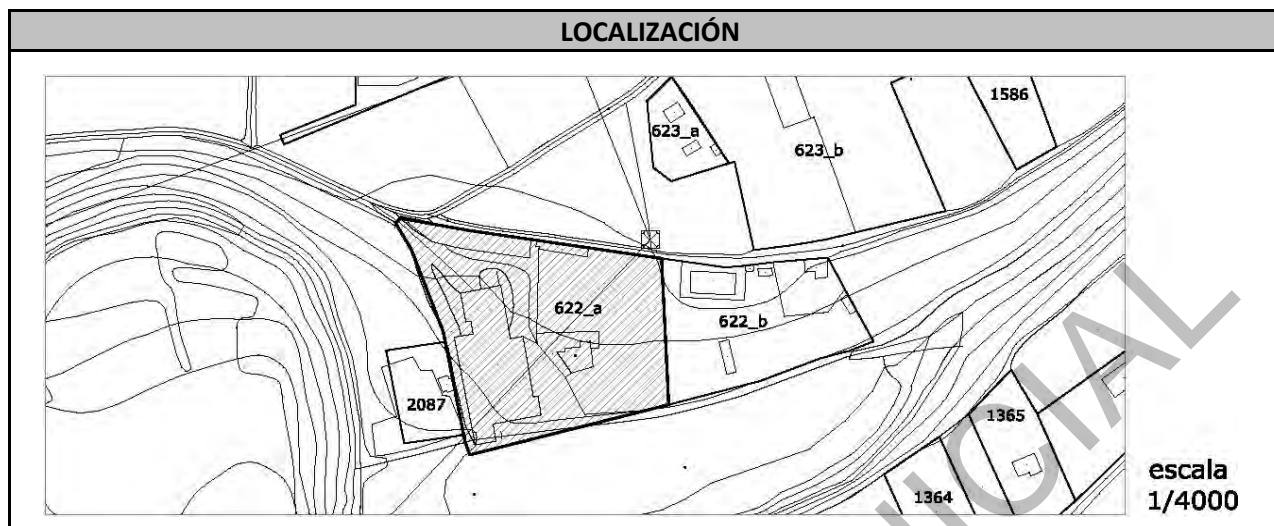 LOCALIZACIÓN
1586
623_a
623_b
622_a
622_b
2087
1365
1364
escala
1/4000